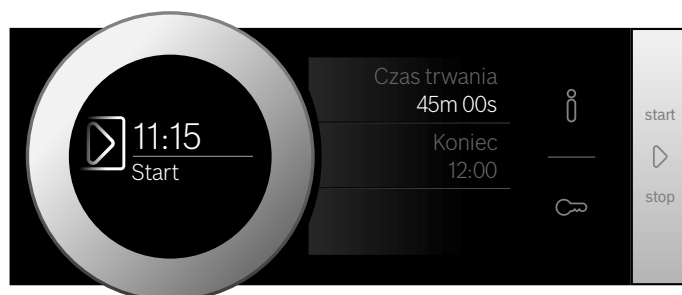 11:15
Start
Czas trwania
45m 00s
Koniec
12:00
start
stop